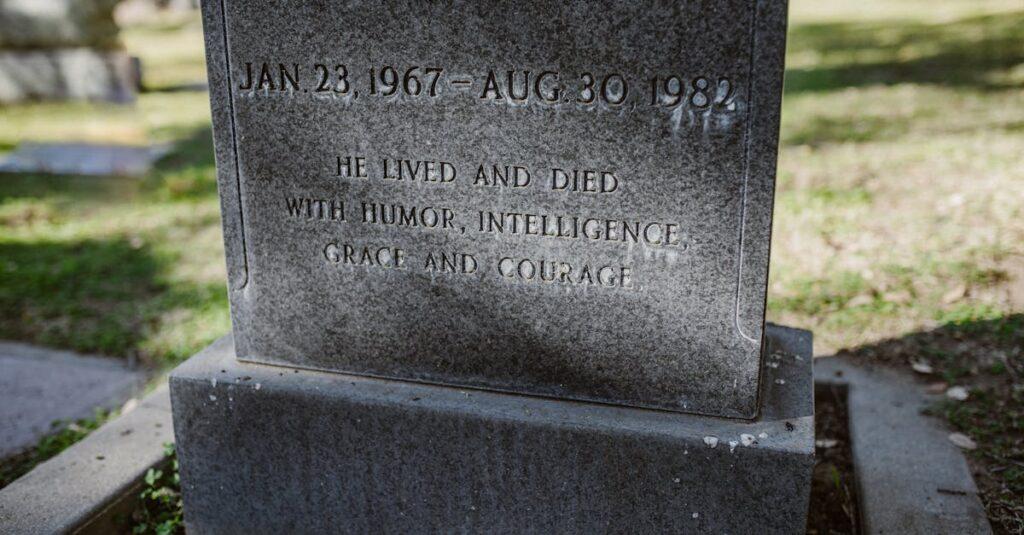 JAN. 23, 1967 – AUG. 30, 1982
HE LIVED AND DIED
WITH HUMOR, INTELLIGENCE,
GRACE AND COURAGE.